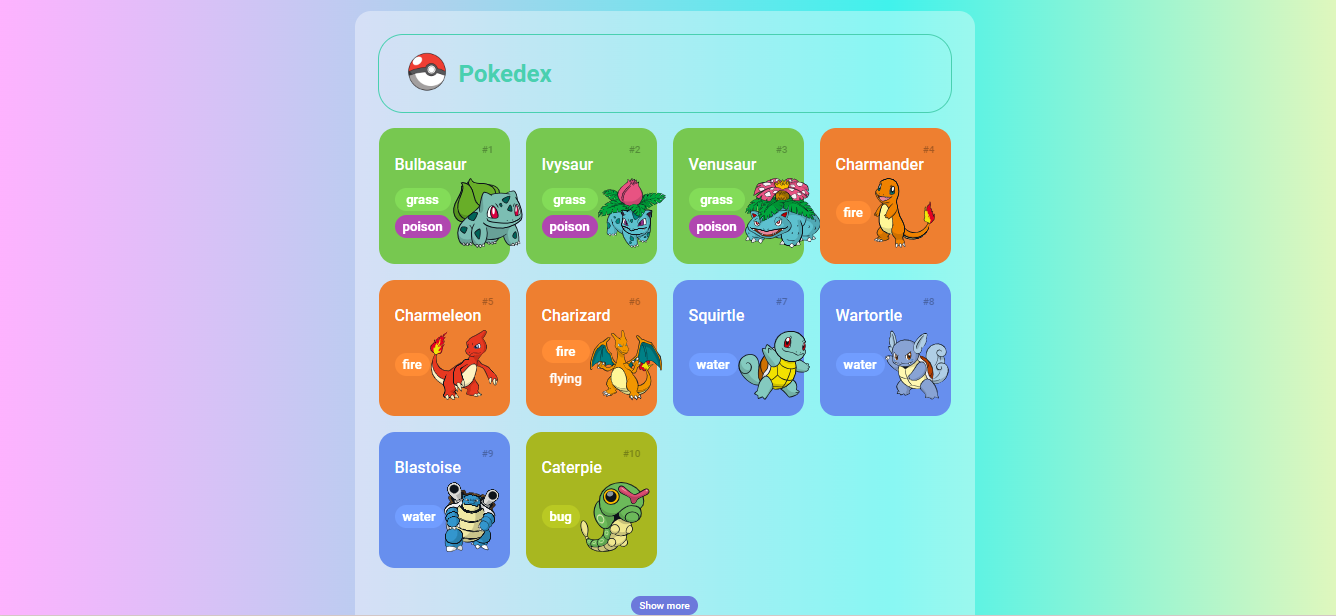 Pokedex
#1
Bulbasaur
grass
poison
#2
Ivysaur
grass
poison
#3
Venusaur
grass
poison
#4
Charmander
fire
#5
Charmeleon
fire
#6
Charizard
fire
flying
#7
Squirtle
water
#8
Wartortle
water
#9
Blastoise
water
#10
Caterpie
bug
Show more